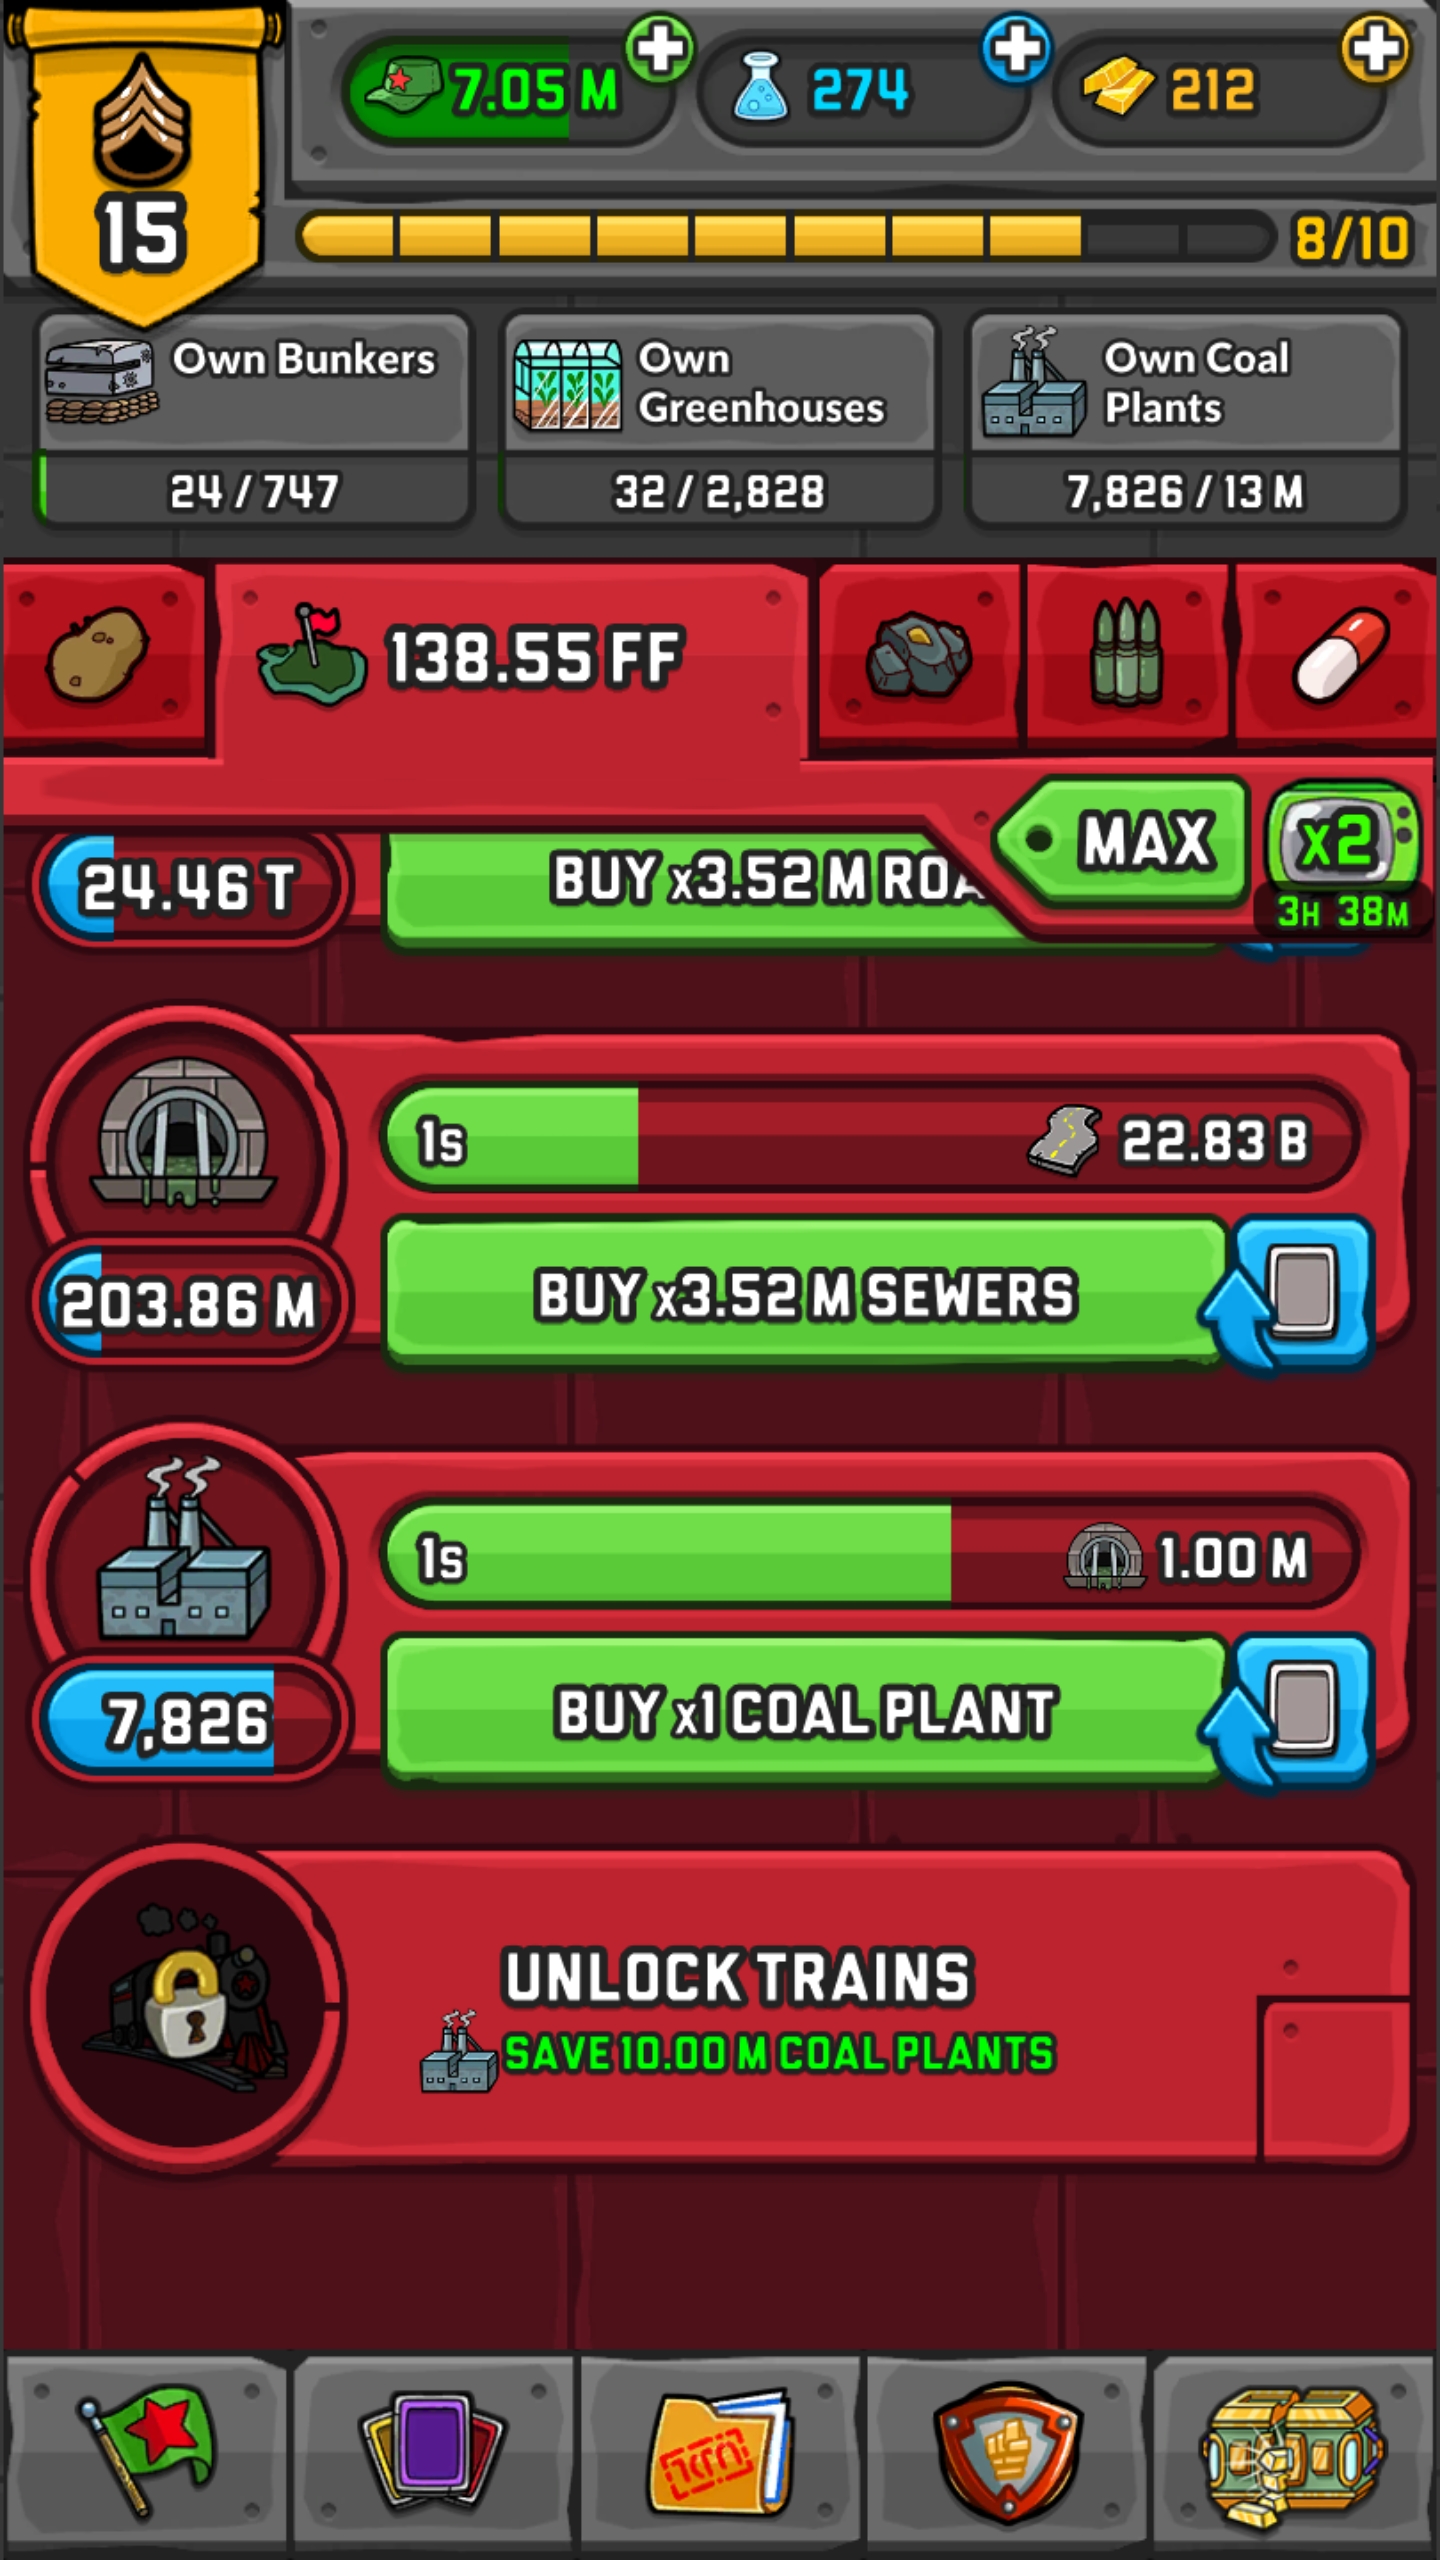 7.05 M
274
212
15
8/10
Own Bunkers
24 / 747
Own
Greenhouses
32 / 2,828
Own Coal
Plants
7,826 / 13 M
138.55 FF
MAX
x2
3H 38M
24.46 T
BUY x3.52 M ROA
1s
22.83 B
203.86 M
BUY x3.52 M SEWERS
1s
1.00 M
7,826
BUY x1 COAL PLANT
UNLOCK TRAINS
SAVE 10.00 M COAL PLANTS